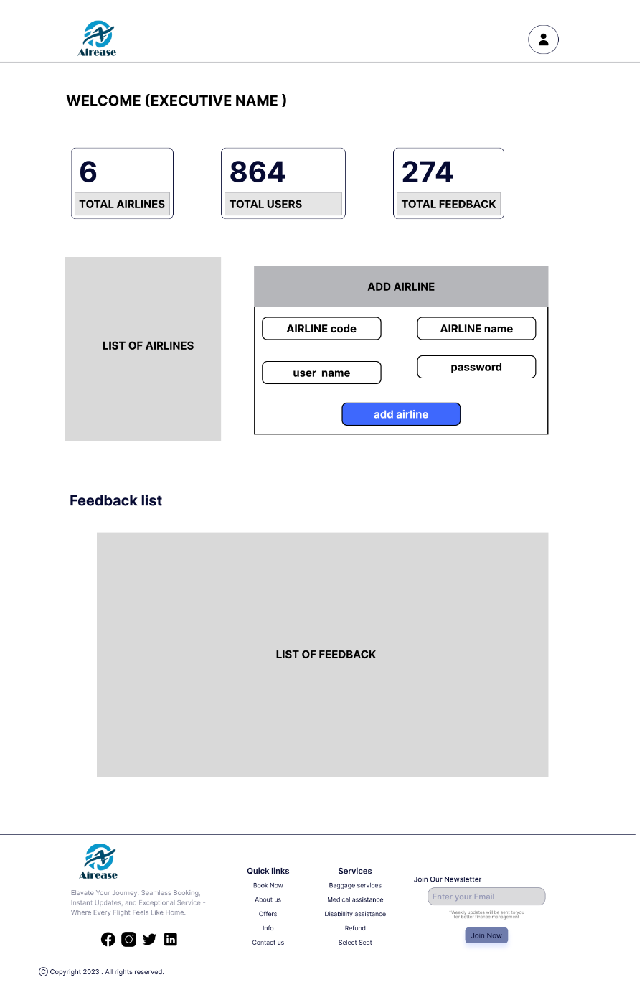 Airease
WELCOME (EXECUTIVE NAME )
6
TOTAL AIRLINES
864
TOTAL USERS
274
TOTAL FEEDBACK
LIST OF AIRLINES
ADD AIRLINE
AIRLINE code
AIRLINE name
user name
password
add airline
Feedback list
LIST OF FEEDBACK
Airease
Elevate Your Journey: Seamless Booking,
Instant Updates, and Exceptional Service -
Where Every Flight Feels Like Home.
Quick links
Book Now
About us
Offers
Info
Contact us
Services
Baggage services
Medical assistance
Disabillity assistance
Refund
Select Seat
Join Our Newsletter
Enter your Email
*Weekly updates will be sent to you
for better finance management
Join Now
© Copyright 2023 . All rights reserved.